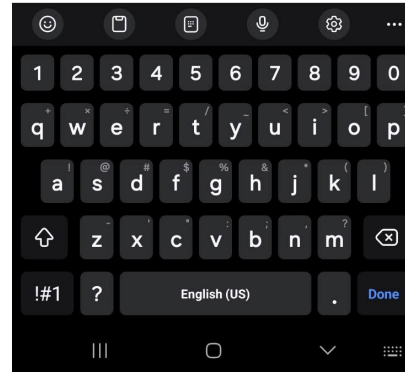 1 2 3 4 5 6 7 8 9 0
+ × ÷ = / _ < > [
q w e r t y u i o p
! @ # $ % & * ( )
a s d f g h j k l
- ' " : ; , ?
z x c v b n m
!#1 ? English (US) . Done